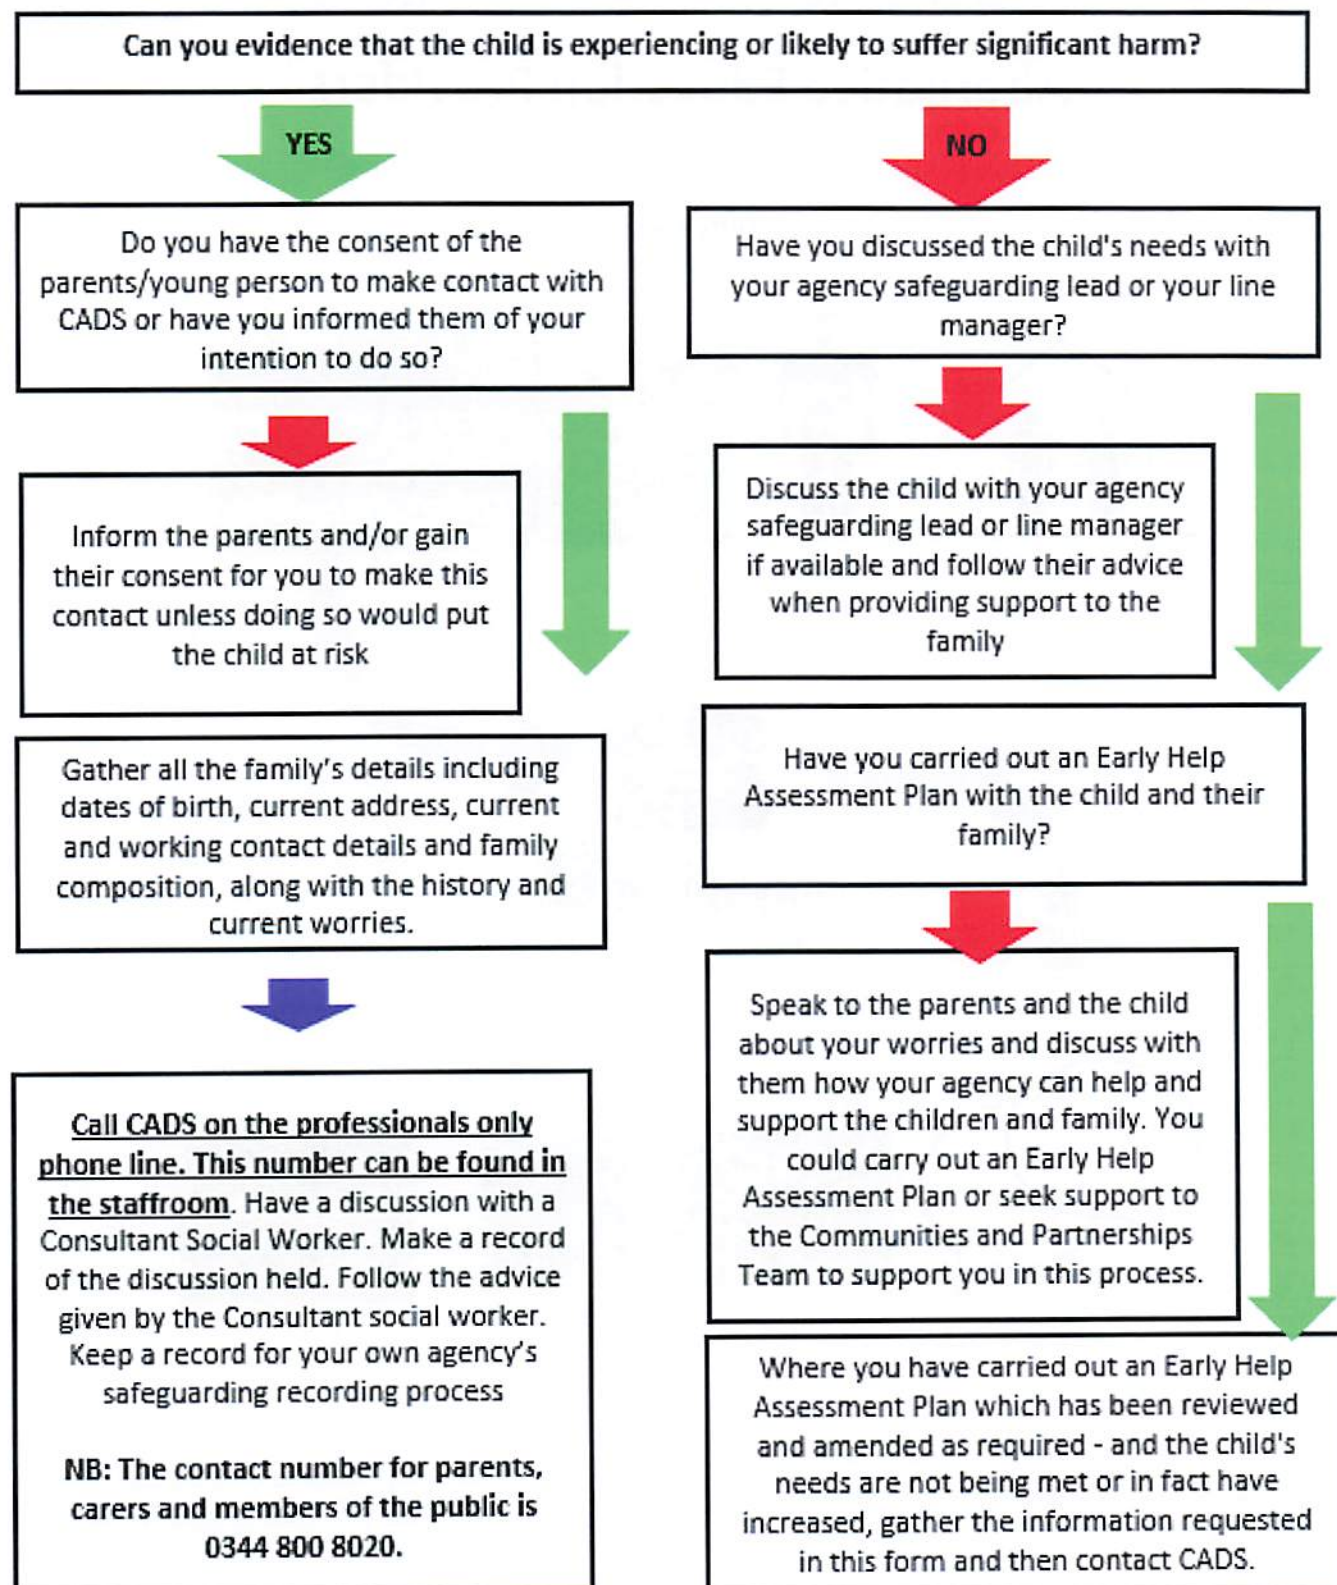 Can you evidence that the child is experiencing or likely to suffer significant harm?
YES
NO
Do you have the consent of the
parents/young person to make contact with
CADS or have you informed them of your
intention to do so?
Have you discussed the child's needs with
your agency safeguarding lead or your line
manager?
Inform the parents and/or gain
their consent for you to make this
contact unless doing so would put
the child at risk
Discuss the child with your agency
safeguarding lead or line manager
if available and follow their advice
when providing support to the
family
Gather all the family's details including
dates of birth, current address, current
and working contact details and family
composition, along with the history and
current worries.
Have you carried out an Early Help
Assessment Plan with the child and their
family?
Call CADS on the professionals only
phone line. This number can be found in
the staffroom. Have a discussion with a
Consultant Social Worker. Make a record
of the discussion held. Follow the advice
given by the Consultant social worker.
Keep a record for your own agency's
safeguarding recording process
NB: The contact number for parents,
carers and members of the public is
0344 800 8020.
Speak to the parents and the child
about your worries and discuss with
them how your agency can help and
support the children and family. You
could carry out an Early Help
Assessment Plan or seek support to
the Communities and Partnerships
Team to support you in this process.
Where you have carried out an Early Help
Assessment Plan which has been reviewed
and amended as required - and the child's
needs are not being met or in fact have
increased, gather the information requested
in this form and then contact CADS.